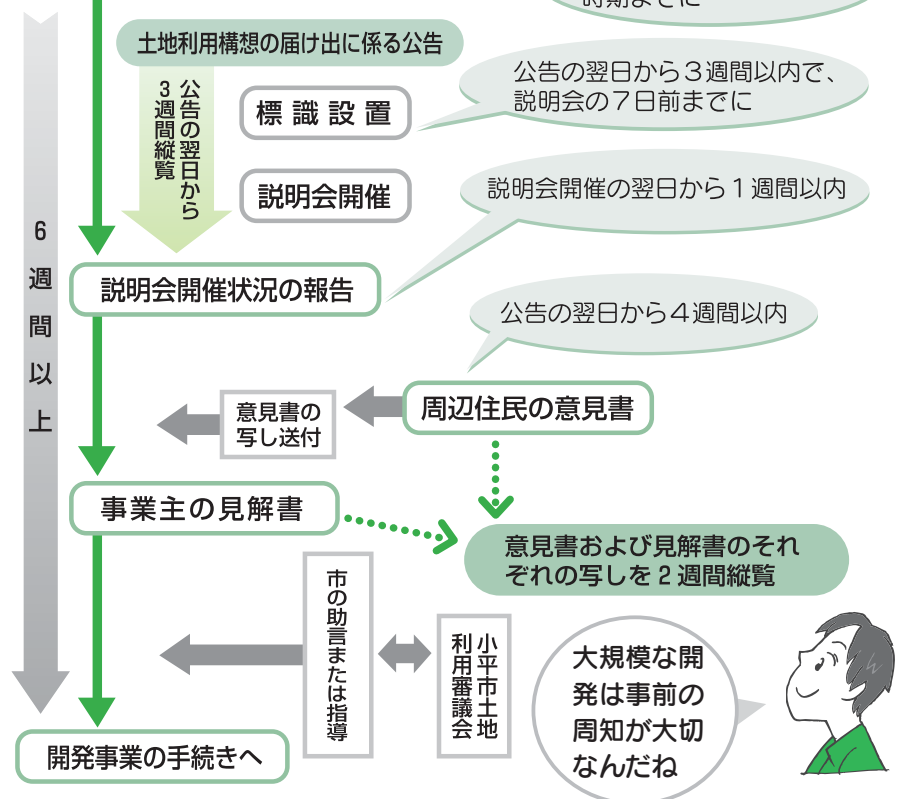 時期までに
土地利用構想の届け出に係る公告
公告の翌日から
3週間縦覧
標識設置
公告の翌日から3週間以内で、
説明会の7日前までに
説明会開催
説明会開催の翌日から1週間以内
6週間以上
説明会開催状況の報告
公告の翌日から4週間以内
周辺住民の意見書
意見書の
写し送付
事業主の見解書
意見書および見解書のそれ
ぞれの写しを2週間縦覧
市の助言または指導
小平市土地
利用審議会
大規模な開
発は事前の
周知が大切
なんだね
開発事業の手続きへ